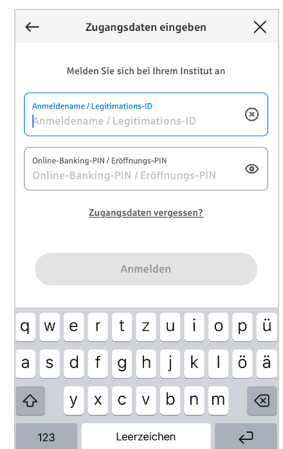 Zugangsdaten eingeben
Melden Sie sich bei Ihrem Institut an
Anmeldename / Legitimations-ID
Anmeldename / Legitimations-ID
Online-Banking-PIN / Eröffnungs-PIN
Online-Banking-PIN / Eröffnungs-PIN
Zugangsdaten vergessen?
Anmelden
q w e r t z u i o p ü
a s d f g h j k l ö ä
y x c v b n m
123 Leerzeichen